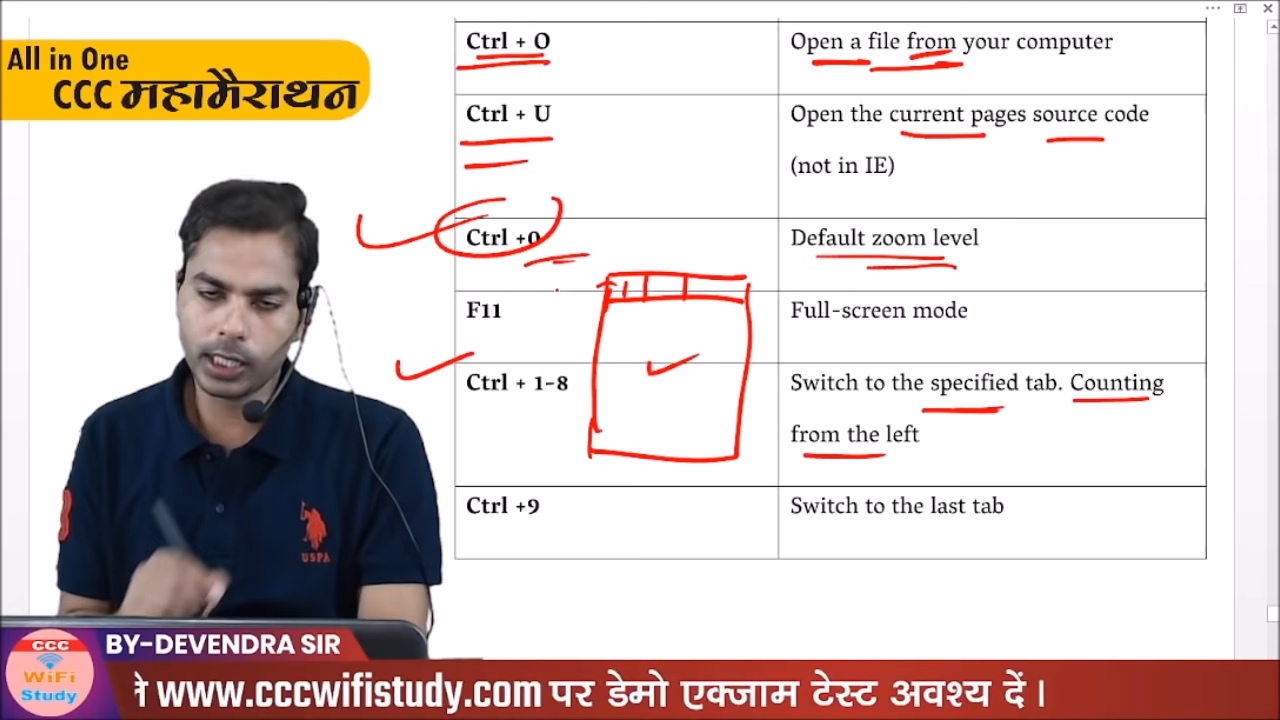 All in One
CCC महामैराथन
Ctrl + O
Open a file from your computer
Ctrl + U
Open the current pages source code
(not in IE)
Ctrl +0
Default zoom level
F11
Full-screen mode
Ctrl + 1-8
Switch to the specified tab. Counting
from the left
Ctrl +9
Switch to the last tab
USPA
CCC
WiFi
Study
BY-DEVENDRA SIR
www.cccwifistudy.com पर डेमो एक्जाम टेस्ट अवश्य दें।